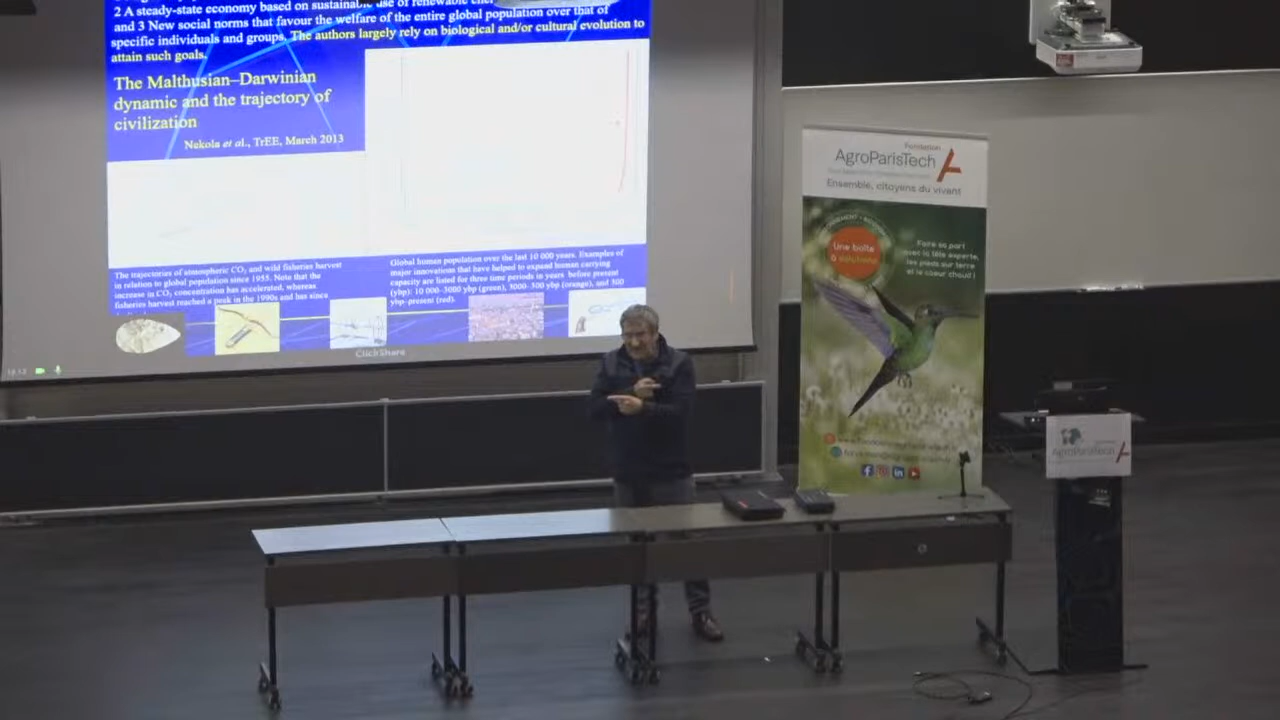 2 A steady-state economy based on sustainable use of renewable
and 3 New social norms that favour the welfare of the entire global population over that of
specific individuals and groups. The authors largely rely on biological and/or cultural evolution to
attain such goals.
The Malthusian–Darwinian
dynamic and the trajectory of
civilization
Nekola et al., TrEE, March 2013
The trajectories of atmospheric CO₂ and wild fisheries harvest
in relation to global population since 1955. Note that the
increase in CO₂ concentration has accelerated, whereas
fisheries harvest reached a peak in the 1990s and has since
Global human population over the last 10 000 years. Examples of
major innovations that have helped to expand human carrying
capacity are listed for three time periods in years before present
(ybp): 10 000–5000 ybp (green), 3000–300 ybp (orange), and 300
ybp–present (red).
ClickShare
Fondation
AgroParisTech
Ensemble, citoyens du vivant
Une boîte
à solutions
Faire sa part
avec la tête experte,
les pieds sur terre
et le cœur chaud !
AgroParisTech